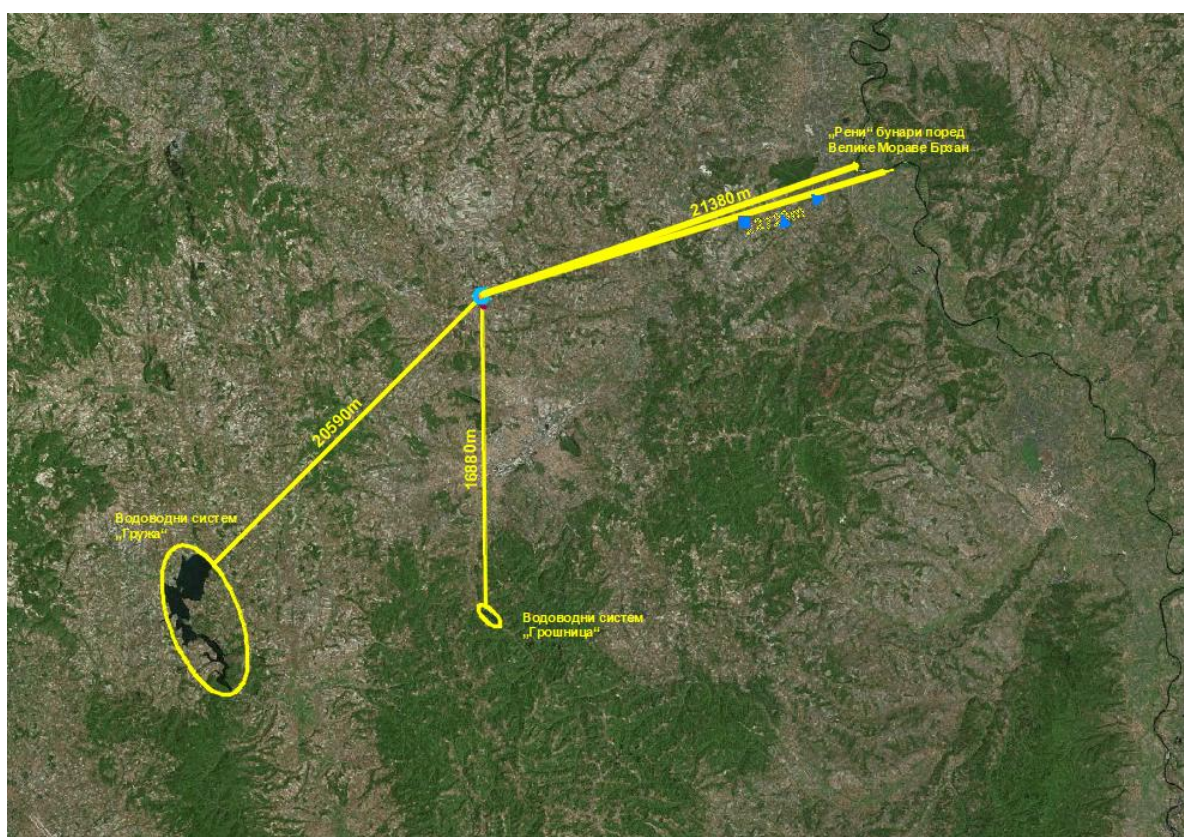 „Рени“ бунари поред
Велике Мораве Брзан
21380m
20590m
16880m
Водоводни систем
„Гружа“
Водоводни систем
„Грошница“